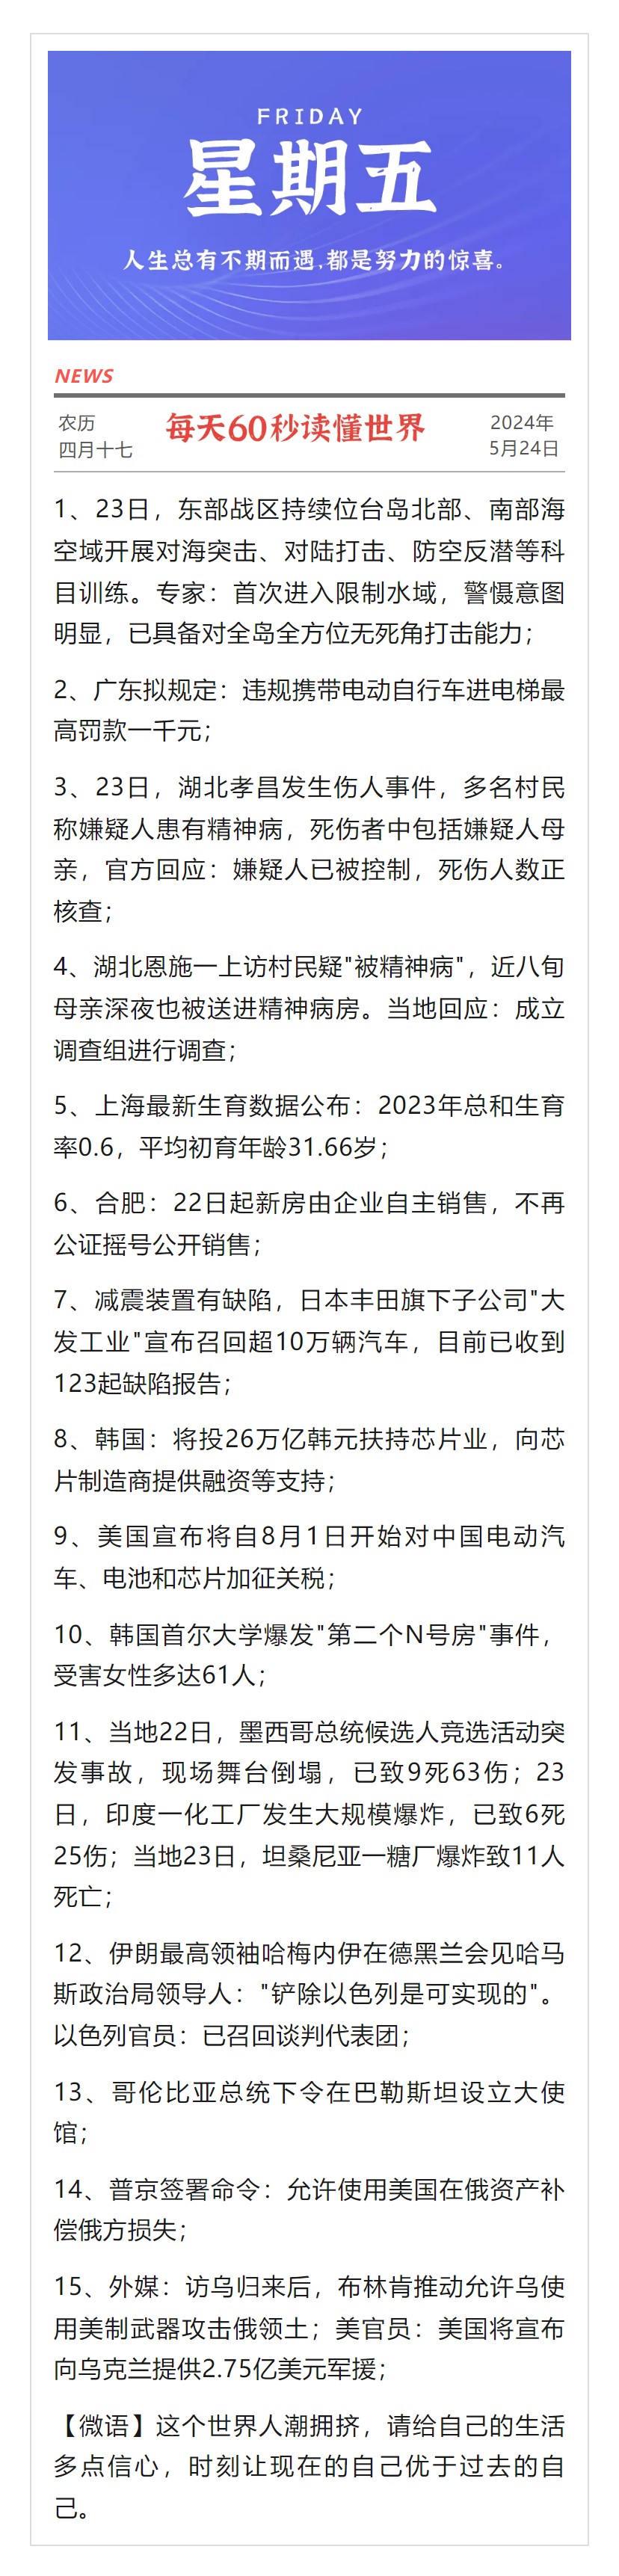 FRIDAY
星期五
人生总有不期而遇,都是努力的惊喜。
NEWS
农历
四月十七
每天60秒读懂世界
2024年
5月24日
1、23日，东部战区持续位台岛北部、南部海
空域开展对海突击、对陆打击、防空反潜等科
目训练。专家：首次进入限制水域，警慑意图
明显，已具备对全岛全方位无死角打击能力；
2、广东拟规定：违规携带电动自行车进电梯最
高罚款一千元；
3、23日，湖北孝昌发生伤人事件，多名村民
称嫌疑人患有精神病，死伤者中包括嫌疑人母
亲，官方回应：嫌疑人已被控制，死伤人数正
核查；
4、湖北恩施一上访村民疑"被精神病"，近八旬
母亲深夜也被送进精神病房。当地回应：成立
调查组进行调查；
5、上海最新生育数据公布：2023年总和生育
率0.6，平均初育年龄31.66岁；
6、合肥：22日起新房由企业自主销售，不再
公证摇号公开销售；
7、减震装置有缺陷，日本丰田旗下子公司"大
发工业"宣布召回超10万辆汽车，目前已收到
123起缺陷报告；
8、韩国：将投26万亿韩元扶持芯片业，向芯
片制造商提供融资等支持；
9、美国宣布将自8月1日开始对中国电动汽
车、电池和芯片加征关税；
10、韩国首尔大学爆发"第二个N号房"事件，
受害女性多达61人；
11、当地22日，墨西哥总统候选人竞选活动突
发事故，现场舞台倒塌，已致9死63伤；23
日，印度一化工厂发生大规模爆炸，已致6死
25伤；当地23日，坦桑尼亚一糖厂爆炸致11人
死亡；
12、伊朗最高领袖哈梅内伊在德黑兰会见哈马
斯政治局领导人："铲除以色列是可实现的"。
以色列官员：已召回谈判代表团；
13、哥伦比亚总统下令在巴勒斯坦设立大使
馆；
14、普京签署命令：允许使用美国在俄资产补
偿俄方损失；
15、外媒：访乌归来后，布林肯推动允许乌使
用美制武器攻击俄领土；美官员：美国将宣布
向乌克兰提供2.75亿美元军援；
【微语】这个世界人潮拥挤，请给自己的生活
多点信心，时刻让现在的自己优于过去的自
己。